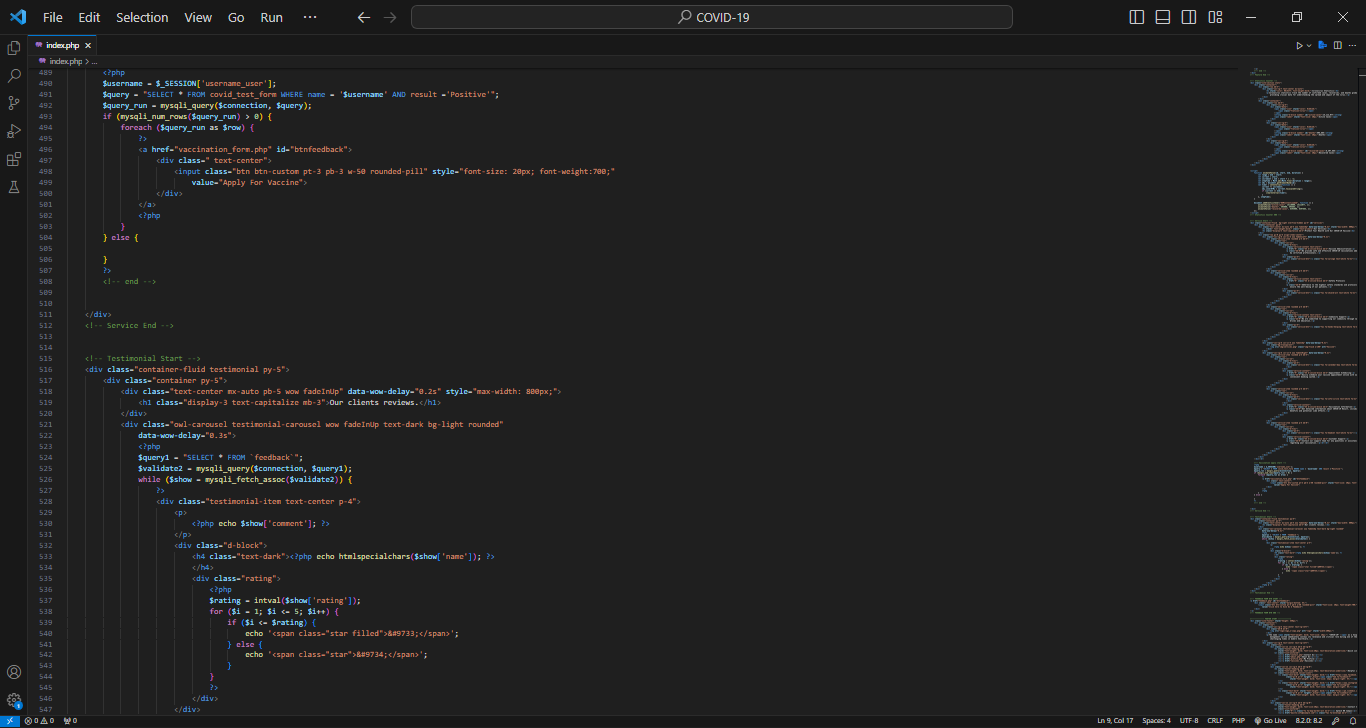 File Edit Selection View Go Run ··· COVID-19
index.php
index.php > ...
489 <?php
490 $username = $_SESSION['username_user'];
491 $query = "SELECT * FROM covid_test_form WHERE name = '$username' AND result ='Positive'";
492 $query_run = mysqli_query($connection, $query);
493 if (mysqli_num_rows($query_run) > 0) {
494 foreach ($query_run as $row) {
495 ?>
496 <a href="vaccination_form.php" id="btnfeedback">
497 <div class=" text-center">
498 <input class="btn btn-custom pt-3 pb-3 w-50 rounded-pill" style="font-size: 20px; font-weight:700;"
499 value="Apply For Vaccine">
500 </div>
501 </a>
502 <?php
503 }
504 } else {
505
506 }
507 ?>
508 <!-- end -->
509
510
511 </div>
512 <!-- Service End -->
513
514
515 <!-- Testimonial Start -->
516 <div class="container-fluid testimonial py-5">
517 <div class="container py-5">
518 <div class="text-center mx-auto pb-5 wow fadeInUp" data-wow-delay="0.2s" style="max-width: 800px;">
519 <h1 class="display-3 text-capitalize mb-3">Our clients reviews.</h1>
520 </div>
521 <div class="owl-carousel testimonial-carousel wow fadeInUp text-dark bg-light rounded"
522 data-wow-delay="0.3s">
523 <?php
524 $query1 = "SELECT * FROM `feedback`";
525 $validate2 = mysqli_query($connection, $query1);
526 while ($show = mysqli_fetch_assoc($validate2)) {
527 ?>
528 <div class="testimonial-item text-center p-4">
529 <p>
530 <?php echo $show['comment']; ?>
531 </p>
532 <div class="d-block">
533 <h4 class="text-dark"><?php echo htmlspecialchars($show['name']); ?>
534 </h4>
535 <div class="rating">
536 <?php
537 $rating = intval($show['rating']);
538 for ($i = 1; $i <= 5; $i++) {
539 if ($i <= $rating) {
540 echo '<span class="star filled">&#9733;</span>';
541 } else {
542 echo '<span class="star">&#9734;</span>';
543 }
544 }
545 ?>
546 </div>
547 </div>
0 0 0 Ln 9, Col 17 Spaces: 4 UTF-8 CRLF PHP Go Live 8.2.0: 8.2